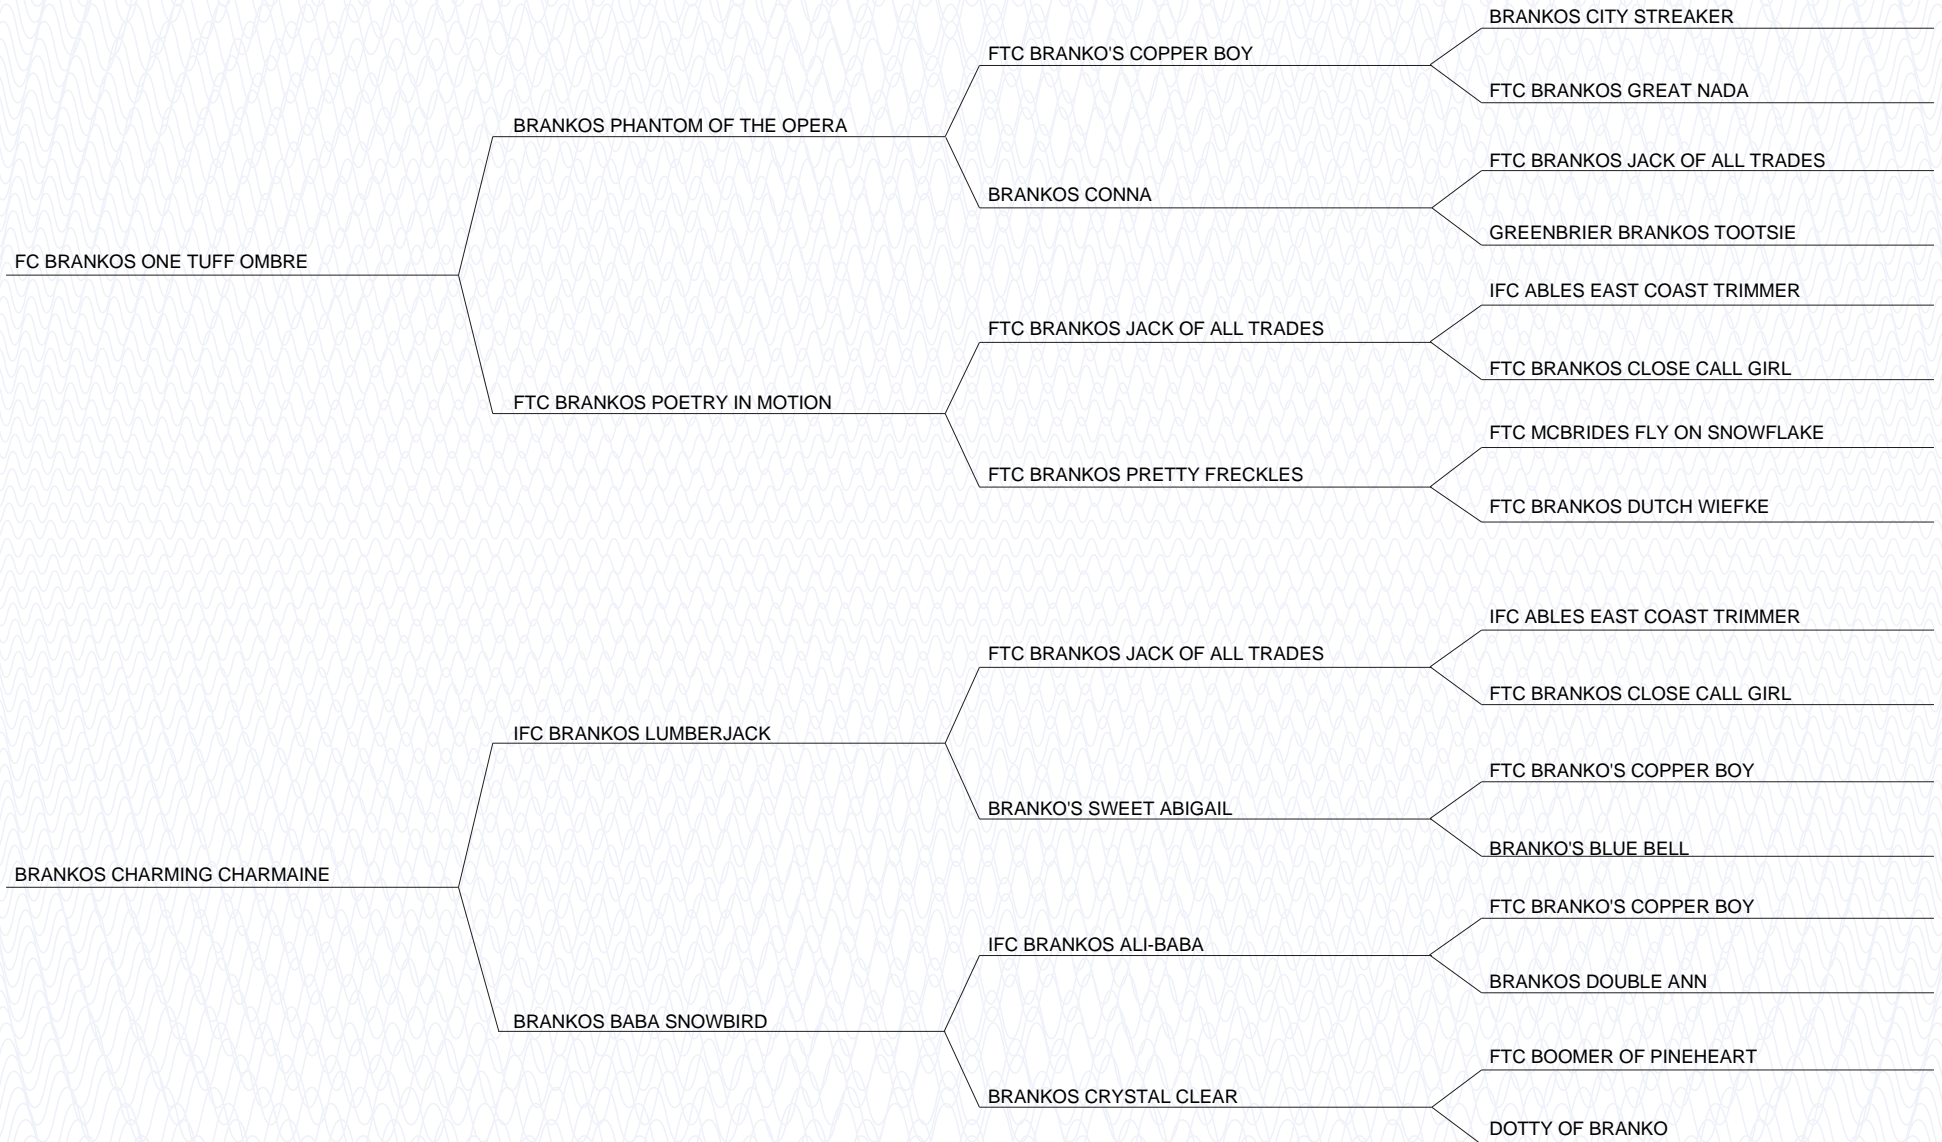 BRANKOS CITY STREAKER
FTC BRANKO'S COPPER BOY
FTC BRANKOS GREAT NADA
BRANKOS PHANTOM OF THE OPERA
FTC BRANKOS JACK OF ALL TRADES
BRANKOS CONNA
GREENBRIER BRANKOS TOOTSIE
FC BRANKOS ONE TUFF OMBRE
IFC ABLES EAST COAST TRIMMER
FTC BRANKOS JACK OF ALL TRADES
FTC BRANKOS CLOSE CALL GIRL
FTC BRANKOS POETRY IN MOTION
FTC MCBRIDES FLY ON SNOWFLAKE
FTC BRANKOS PRETTY FRECKLES
FTC BRANKOS DUTCH WIEFKE
IFC ABLES EAST COAST TRIMMER
FTC BRANKOS JACK OF ALL TRADES
FTC BRANKOS CLOSE CALL GIRL
IFC BRANKOS LUMBERJACK
FTC BRANKO'S COPPER BOY
BRANKO'S SWEET ABIGAIL
BRANKO'S BLUE BELL
BRANKOS CHARMING CHARMAINE
FTC BRANKO'S COPPER BOY
IFC BRANKOS ALI-BABA
BRANKOS DOUBLE ANN
BRANKOS BABA SNOWBIRD
FTC BOOMER OF PINEHEART
BRANKOS CRYSTAL CLEAR
DOTTY OF BRANKO